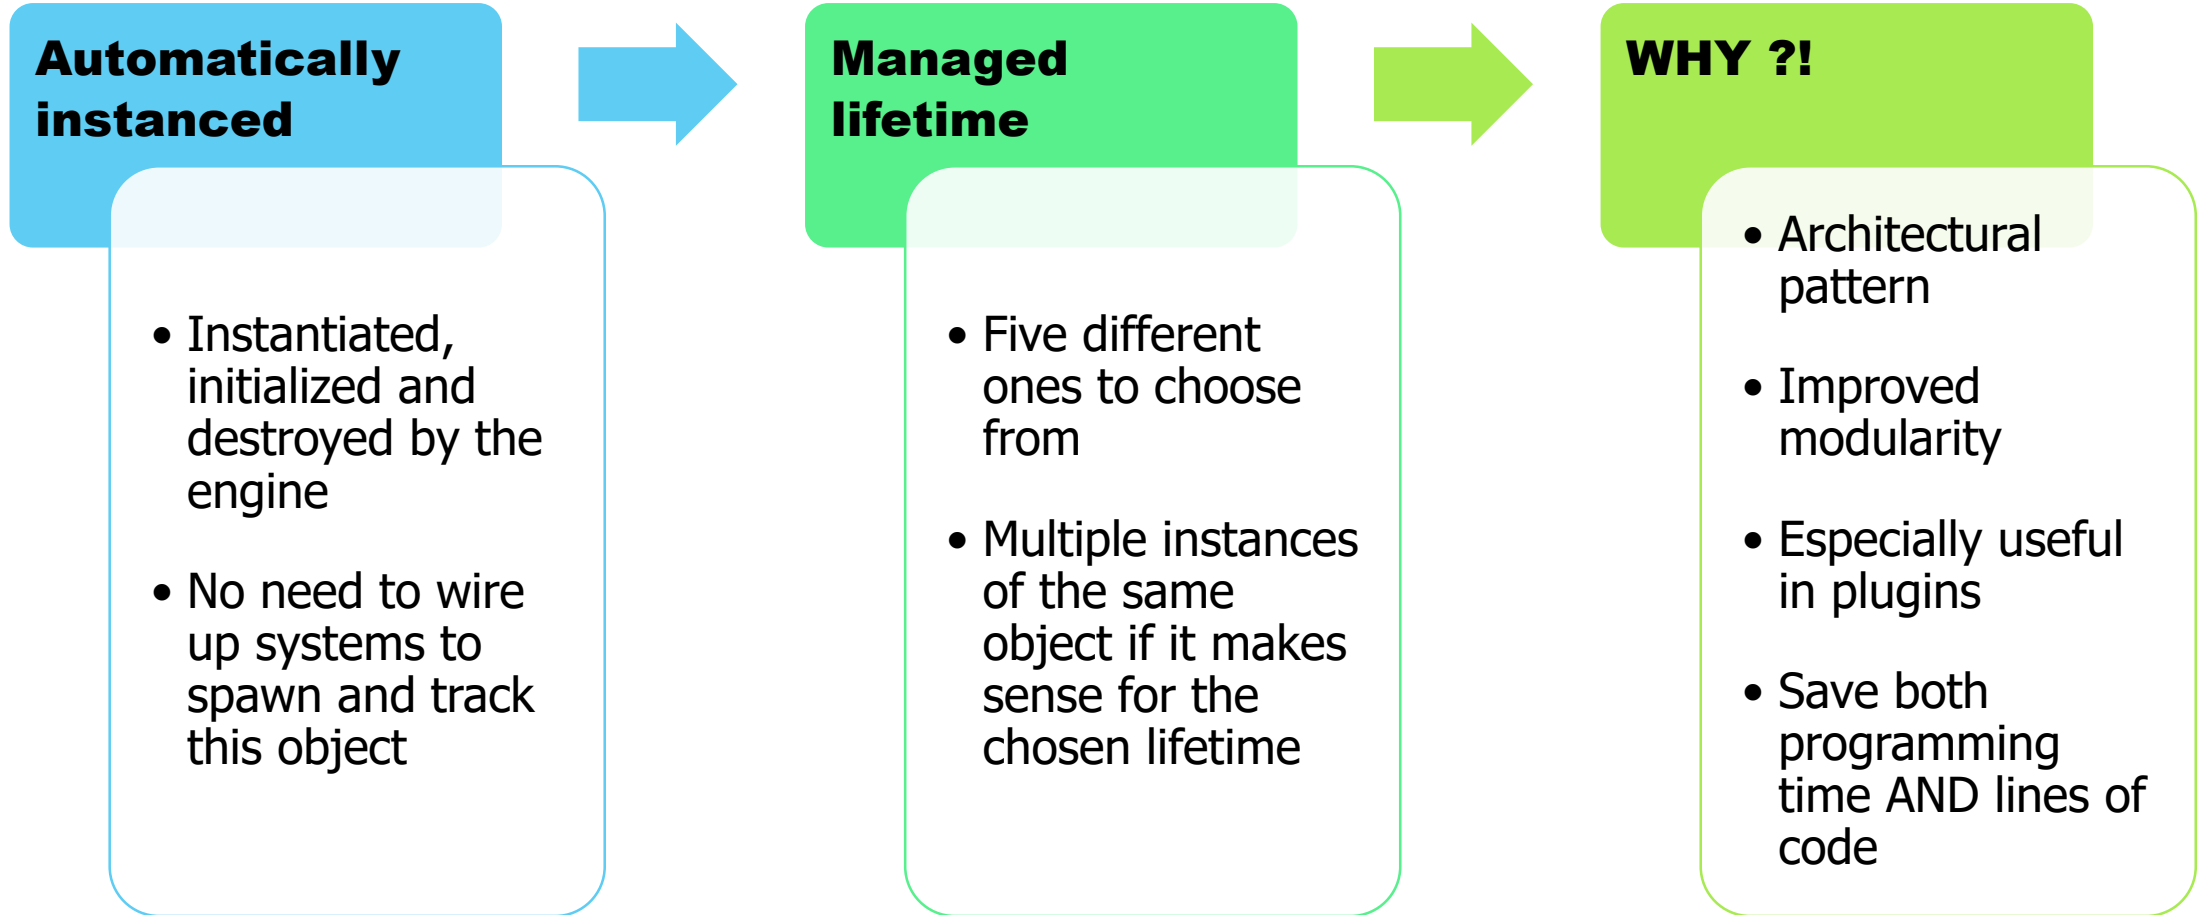 Automatically
instanced
• Instantiated,
initialized and
destroyed by the
engine
• No need to wire
up systems to
spawn and track
this object
Managed
lifetime
• Five different
ones to choose
from
• Multiple instances
of the same
object if it makes
sense for the
chosen lifetime
WHY ?!
• Architectural
pattern
• Improved
modularity
• Especially useful
in plugins
• Save both
programming
time AND lines of
code